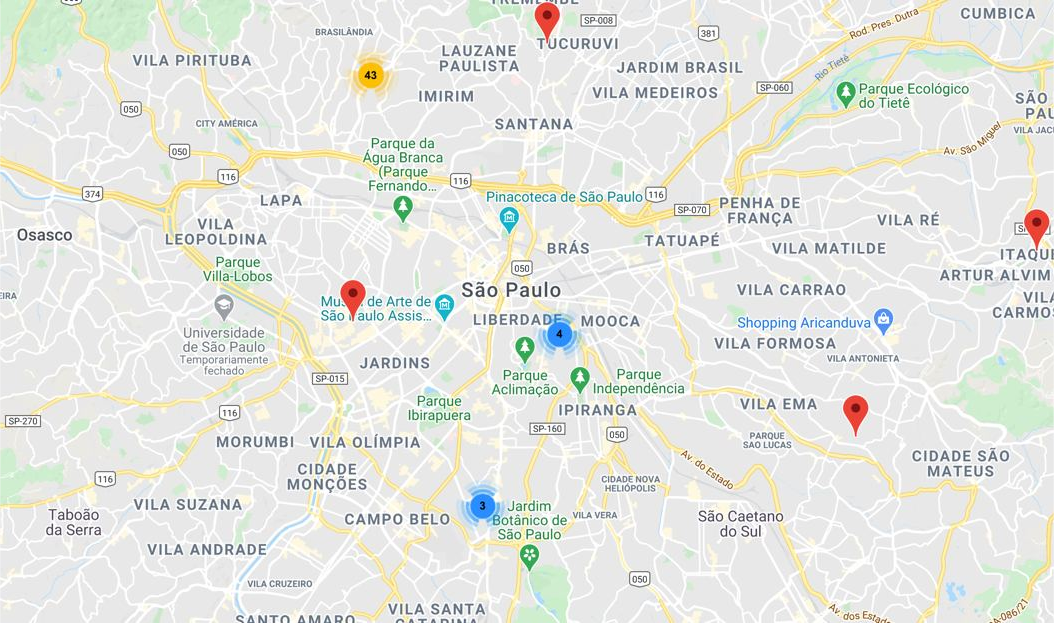 TREMEMBÉ
SP-008
CUMBICA
BRASILÂNDIA
381
Rod. Pres. Dutra
TUCURUVI
LAUZANE
PAULISTA
VILA PIRITUBA
43
JARDIM BRASIL
Rio Tietê
SP-060
IMIRIM
VILA MEDEIROS
Parque Ecológico
do Tietê
SÃO
050
CITY AMÉRICA
SANTANA
VILA JAC
Av. São Miguel
050
Parque da
Água Branca
(Parque
Fernando...
116
116
374
116
SP-070
LAPA
Pinacoteca de São Paulo
PENHA DE
FRANÇA
VILA
LEOPOLDINA
VILA RÉ
Osasco
BRÁS
TATUAPÉ
VILA MATILDE
ITAQUE
Parque
Villa-Lobos
050
ARTUR ALVIM
São Paulo
VILA CARRAO
VILA
CARMOS
EIRA
Museu de Arte de
São Paulo Assis...
LIBERDADE
4
MOOCA
Shopping Aricanduva
Universidade
de São Paulo
Temporariamente
fechado
VILA FORMOSA
VILA ANTONIETA
JARDINS
SP-015
Parque
Aclimação
Parque
Independência
Parque
Ibirapuera
IPIRANGA
VILA EMA
SP-270
116
SP-160
050
MORUMBI
VILA OLÍMPIA
PARQUE
SAO LUCAS
CIDADE SÃO
MATEUS
Av. do Estado
CIDADE
MONÇÕES
116
CIDADE NOVA
HELIÓPOLIS
VILA SUZANA
3
Jardim
Botânico de
São Paulo
Taboão
da Serra
CAMPO BELO
VILA VERA
São Caetano
do Sul
VILA ANDRADE
VILA CRUZEIRO
050
SANTO AMARO
VILA SANTA
CATARINA
Av. dos Estados